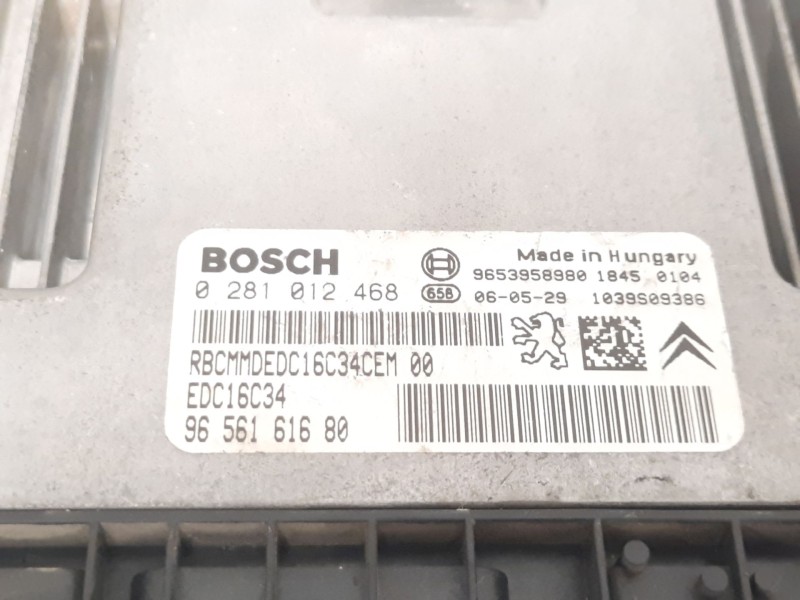 BOSCH
Made in Hungary
9653958980 1845 0104
0 281 012 468
658 06-05-29 1039S09386
RBCMMDEDC16C34CEM 00
EDC16C34
96 561 616 80